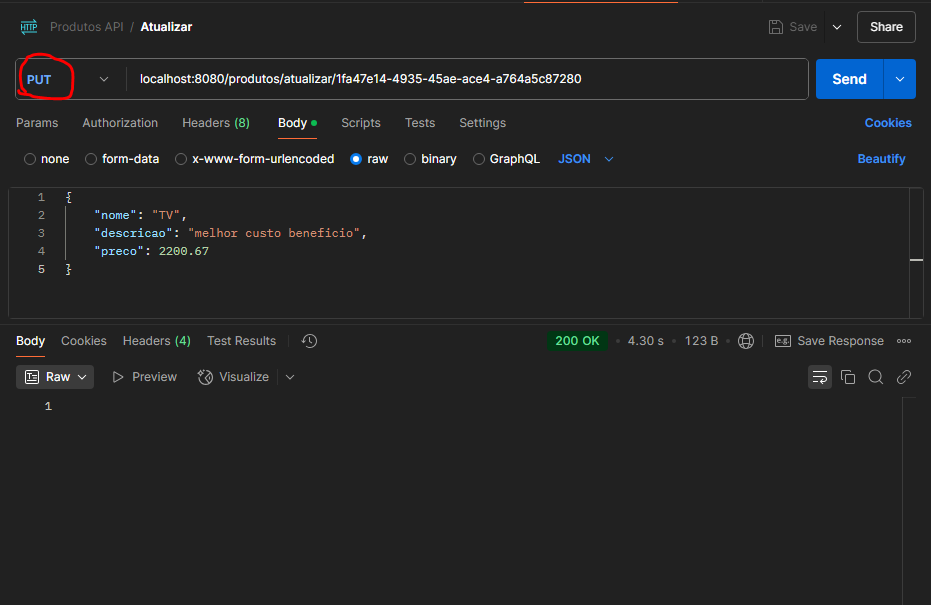 HTTP Produtos API / Atualizar Save Share
PUT localhost:8080/produtos/atualizar/1fa47e14-4935-45ae-ace4-a764a5c87280 Send
Params Authorization Headers (8) Body Scripts Tests Settings Cookies
none form-data x-www-form-urlencoded raw binary GraphQL JSON Beautify
1 {
2 "nome": "TV",
3 "descricao": "melhor custo beneficio",
4 "preco": 2200.67
5 }
Body Cookies Headers (4) Test Results 200 OK • 4.30 s • 123 B • e.g. Save Response
Raw Preview Visualize
1